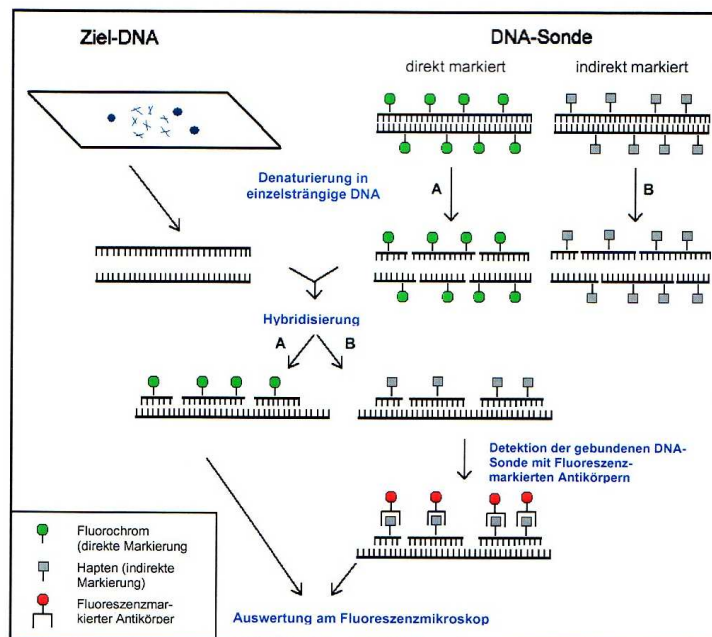 Ziel-DNA
DNA-Sonde
direkt markiert
indirekt markiert
Denaturierung in
einzelsträngige DNA
A
B
Hybridisierung
A
B
Detektion der gebundenen DNA-
Sonde mit Fluoreszenz-
markierten Antikörpern
Fluorochrom
(direkte Markierung
Hapten (indirekte
Markierung)
Fluoreszenzmar-
kierter Antikörper
Auswertung am Fluoreszenzmikroskop